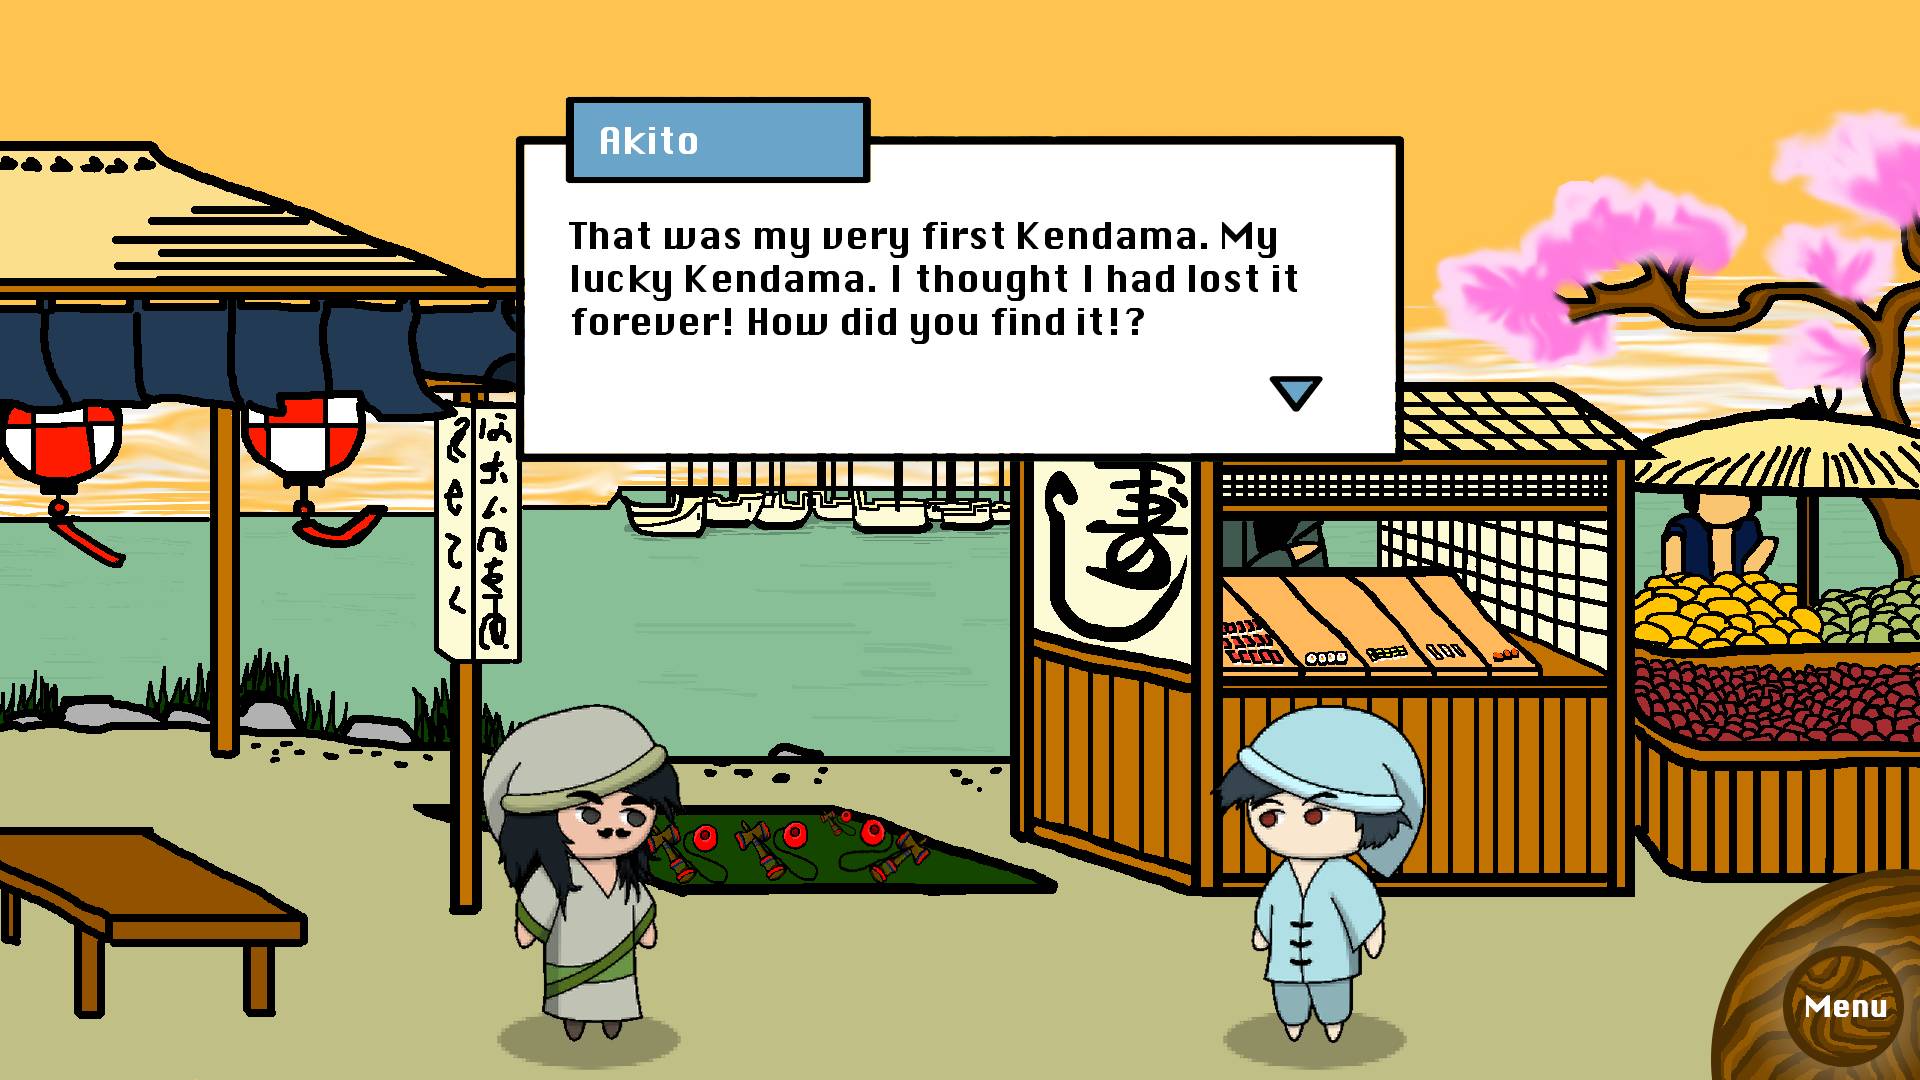 Akito
That was my very first Kendama. My
lucky Kendama. I thought I had lost it
forever! How did you find it!?
Menu